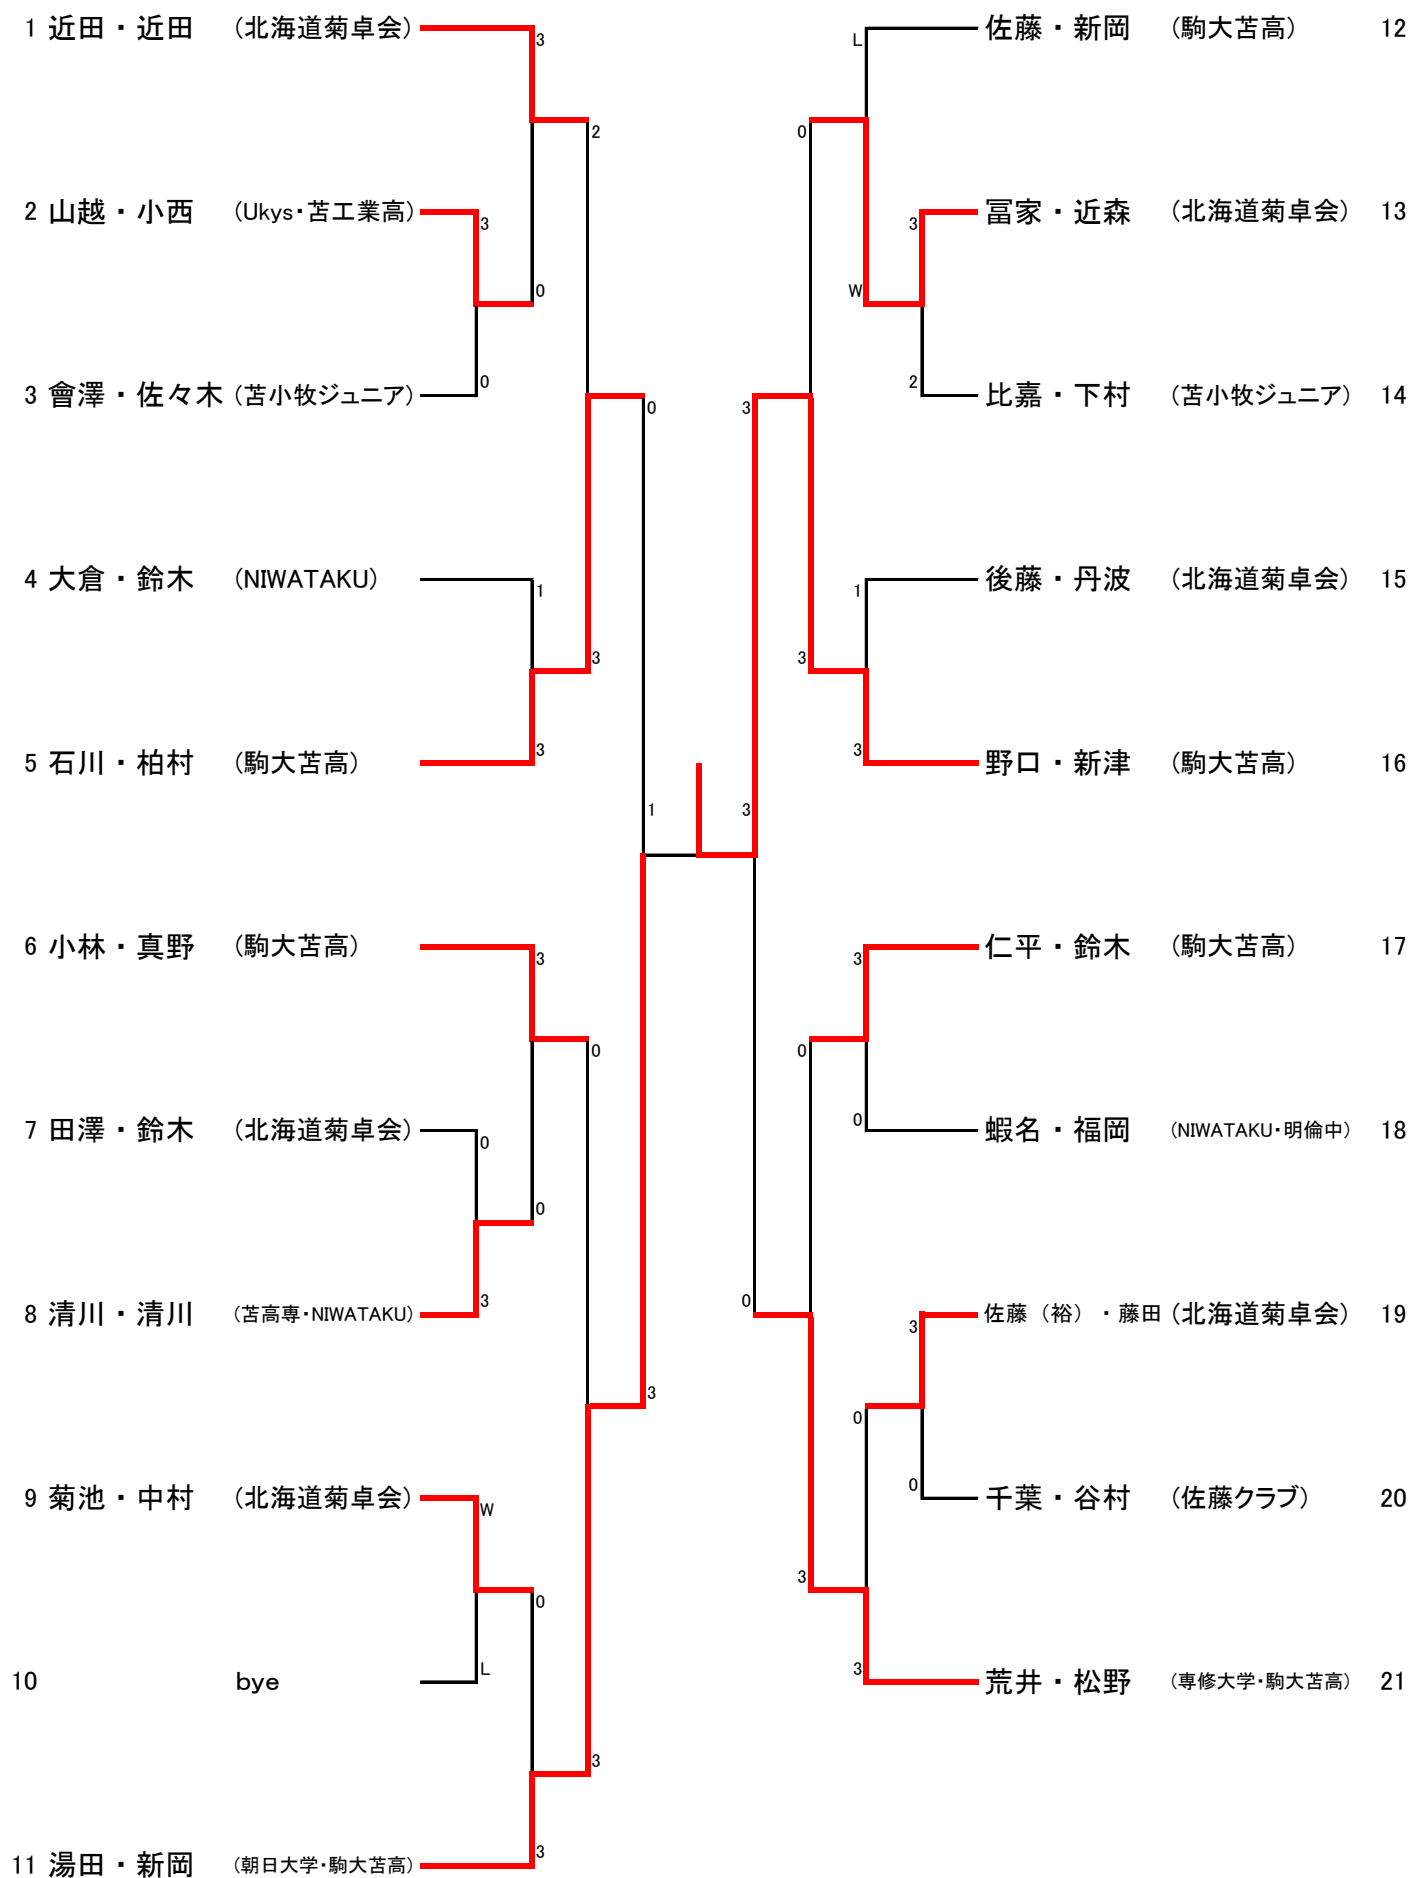 1 近田・近田 (北海道菊卓会)
3
2
2 山越・小西 (Ukys・苫工業高)
3
0
3 會澤・佐々木 (苫小牧ジュニア)
0
0
4 大倉・鈴木 (NIWATAKU)
1
3
5 石川・柏村 (駒大苫高)
3
1
6 小林・真野 (駒大苫高)
3
0
7 田澤・鈴木 (北海道菊卓会)
0
0
8 清川・清川 (苫高専・NIWATAKU)
3
3
9 菊池・中村 (北海道菊卓会)
W
0
10 bye
L
3
11 湯田・新岡 (朝日大学・駒大苫高)
3
佐藤・新岡 (駒大苫高) 12
L
0
冨家・近森 (北海道菊卓会) 13
3
W
比嘉・下村 (苫小牧ジュニア) 14
2
3
後藤・丹波 (北海道菊卓会) 15
1
3
野口・新津 (駒大苫高) 16
3
3
仁平・鈴木 (駒大苫高) 17
3
0
蝦名・福岡 (NIWATAKU・明倫中) 18
0
0
佐藤（裕）・藤田 (北海道菊卓会) 19
3
0
千葉・谷村 (佐藤クラブ) 20
0
3
荒井・松野 (専修大学・駒大苫高) 21
3